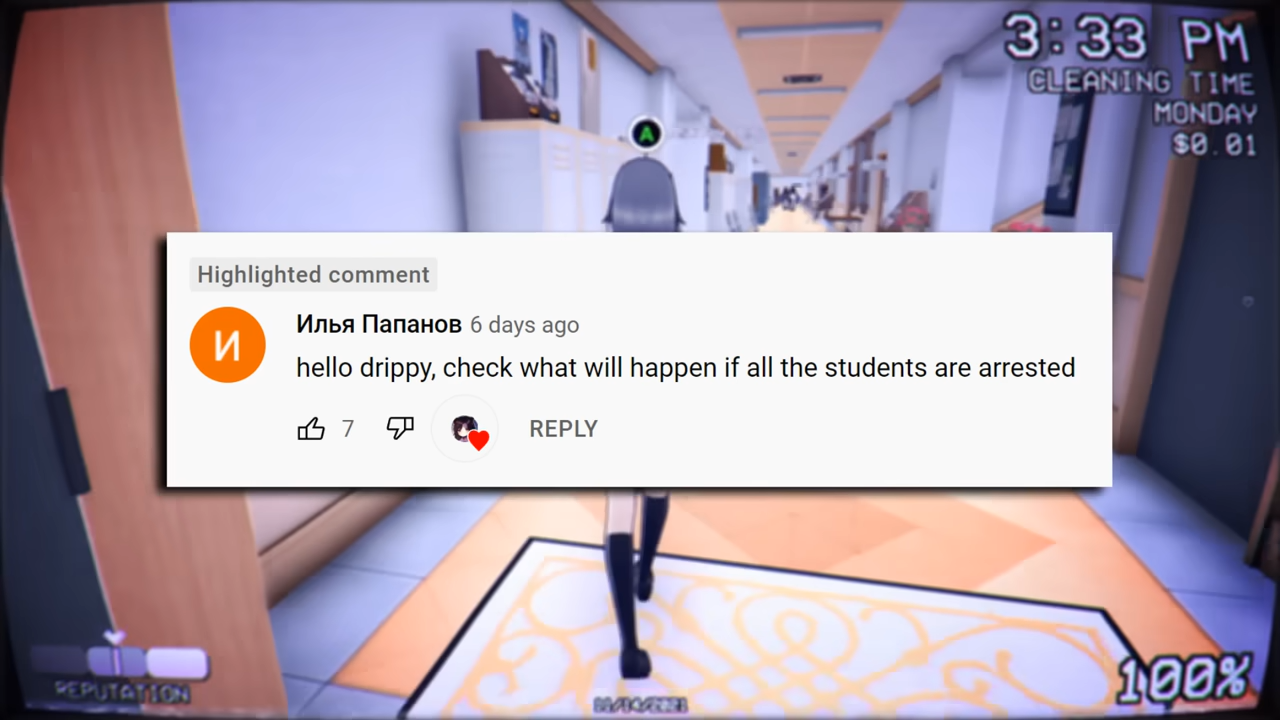 3:33 PM
CLEANING TIME
MONDAY
$0.01
A
Highlighted comment
И
Илья Папанов 6 days ago
hello drippy, check what will happen if all the students are arrested
7
REPLY
REPUTATION
100%